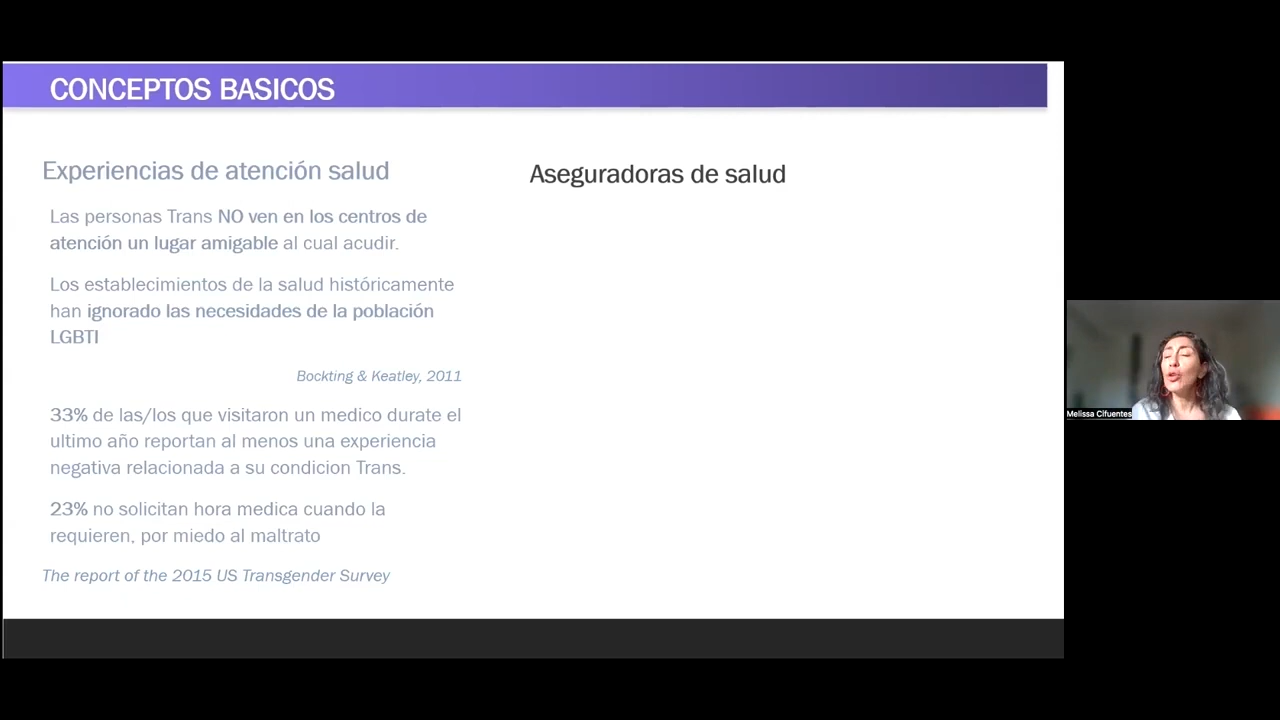 CONCEPTOS BASICOS
Experiencias de atención salud
Las personas Trans NO ven en los centros de
atención un lugar amigable al cual acudir.
Los establecimientos de la salud históricamente
han ignorado las necesidades de la población
LGBTI
Bockting & Keatley, 2011
33% de las/los que visitaron un medico durate el
ultimo año reportan al menos una experiencia
negativa relacionada a su condicion Trans.
23% no solicitan hora medica cuando la
requieren, por miedo al maltrato
The report of the 2015 US Transgender Survey
Aseguradoras de salud
Melissa Cifuentes